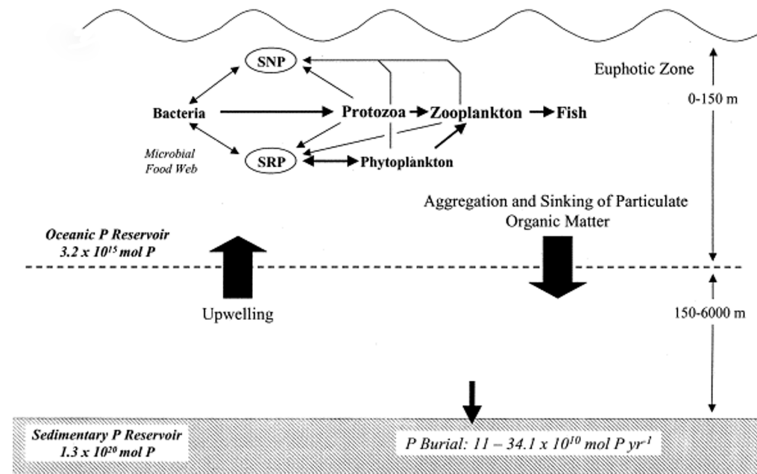 SNP
Euphotic Zone
0-150 m
Bacteria
Protozoa
Zooplankton
Fish
Microbial
Food Web
SRP
Phytoplankton
Aggregation and Sinking of Particulate
Organic Matter
Oceanic P Reservoir
3.2 x 10¹⁵ mol P
Upwelling
150-6000 m
Sedimentary P Reservoir
1.3 x 10²⁰ mol P
P Burial: 11 – 34.1 x 10¹⁰ mol P yr⁻¹